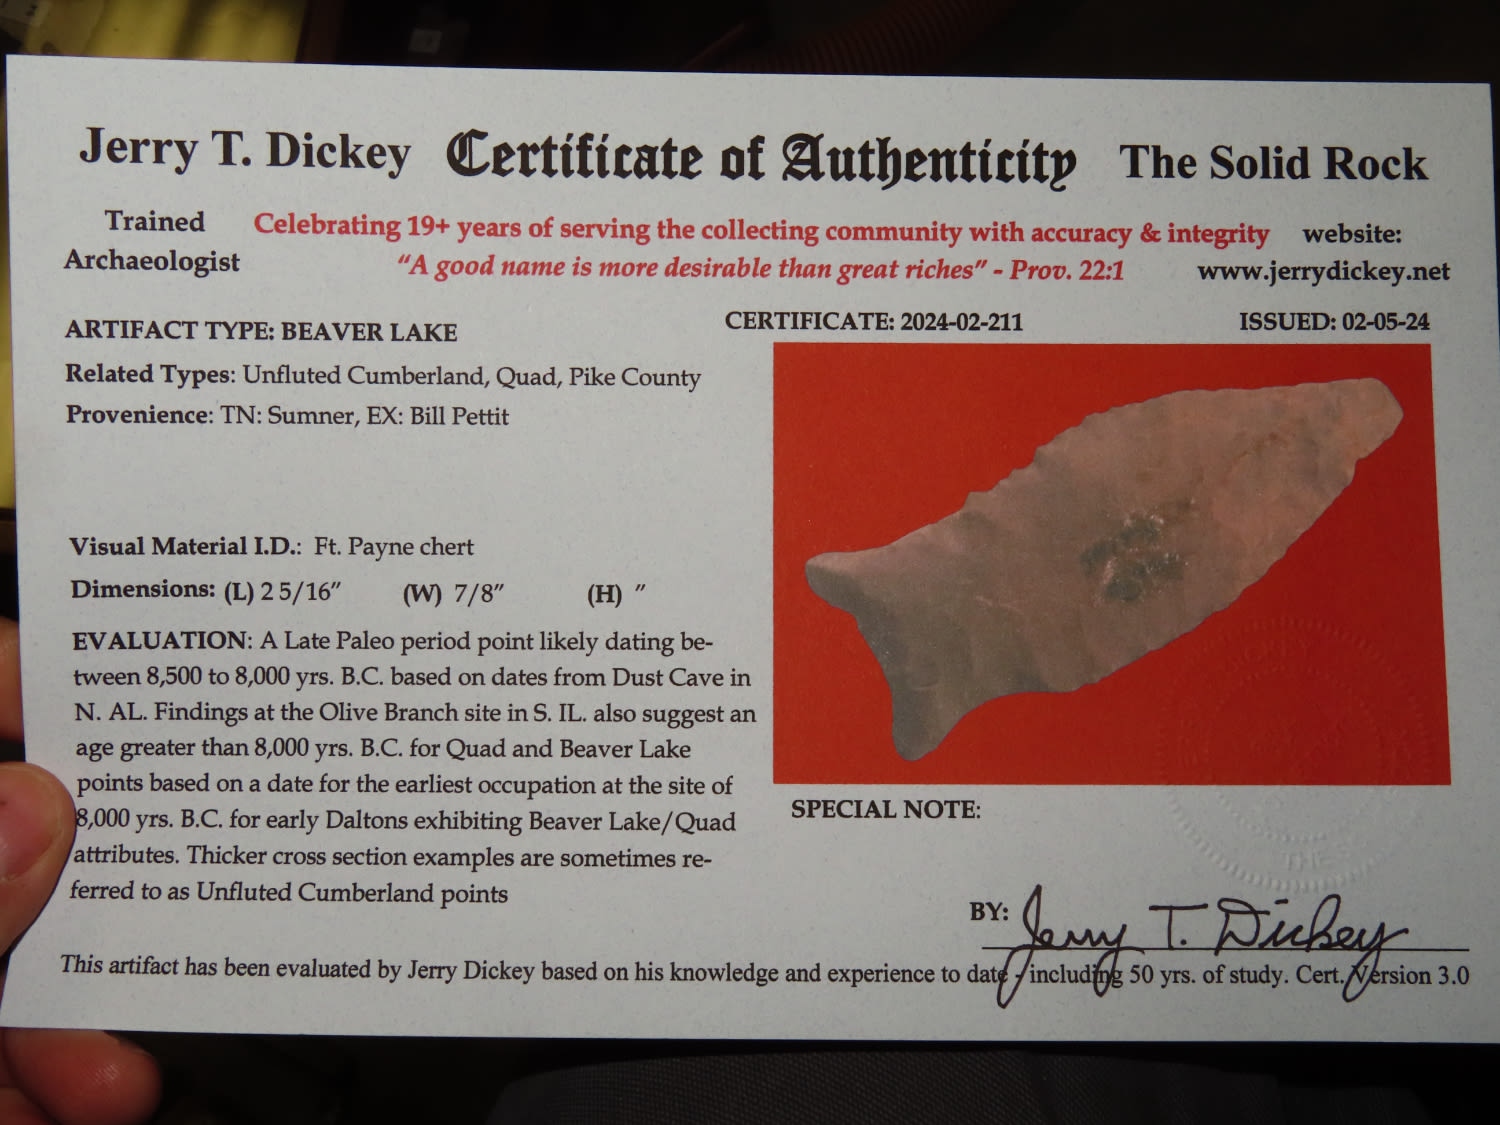 Jerry T. Dickey Certificate of Authenticity The Solid Rock
Trained Archaeologist
Celebrating 19+ years of serving the collecting community with accuracy & integrity
"A good name is more desirable than great riches" - Prov. 22:1
website:
www.jerrydickey.net
ARTIFACT TYPE: BEAVER LAKE
CERTIFICATE: 2024-02-211
ISSUED: 02-05-24
Related Types: Unfluted Cumberland, Quad, Pike County
Provenience: TN: Sumner, EX: Bill Pettit
Visual Material I.D.: Ft. Payne chert
Dimensions: (L) 2 5/16" (W) 7/8" (H) "
EVALUATION: A Late Paleo period point likely dating be-
tween 8,500 to 8,000 yrs. B.C. based on dates from Dust Cave in
N. AL. Findings at the Olive Branch site in S. IL. also suggest an
age greater than 8,000 yrs. B.C. for Quad and Beaver Lake
points based on a date for the earliest occupation at the site of
8,000 yrs. B.C. for early Daltons exhibiting Beaver Lake/Quad
attributes. Thicker cross section examples are sometimes re-
ferred to as Unfluted Cumberland points
SPECIAL NOTE:
THE
BY: Jerry T. Dickey
This artifact has been evaluated by Jerry Dickey based on his knowledge and experience to date - including 50 yrs. of study. Cert. Version 3.0